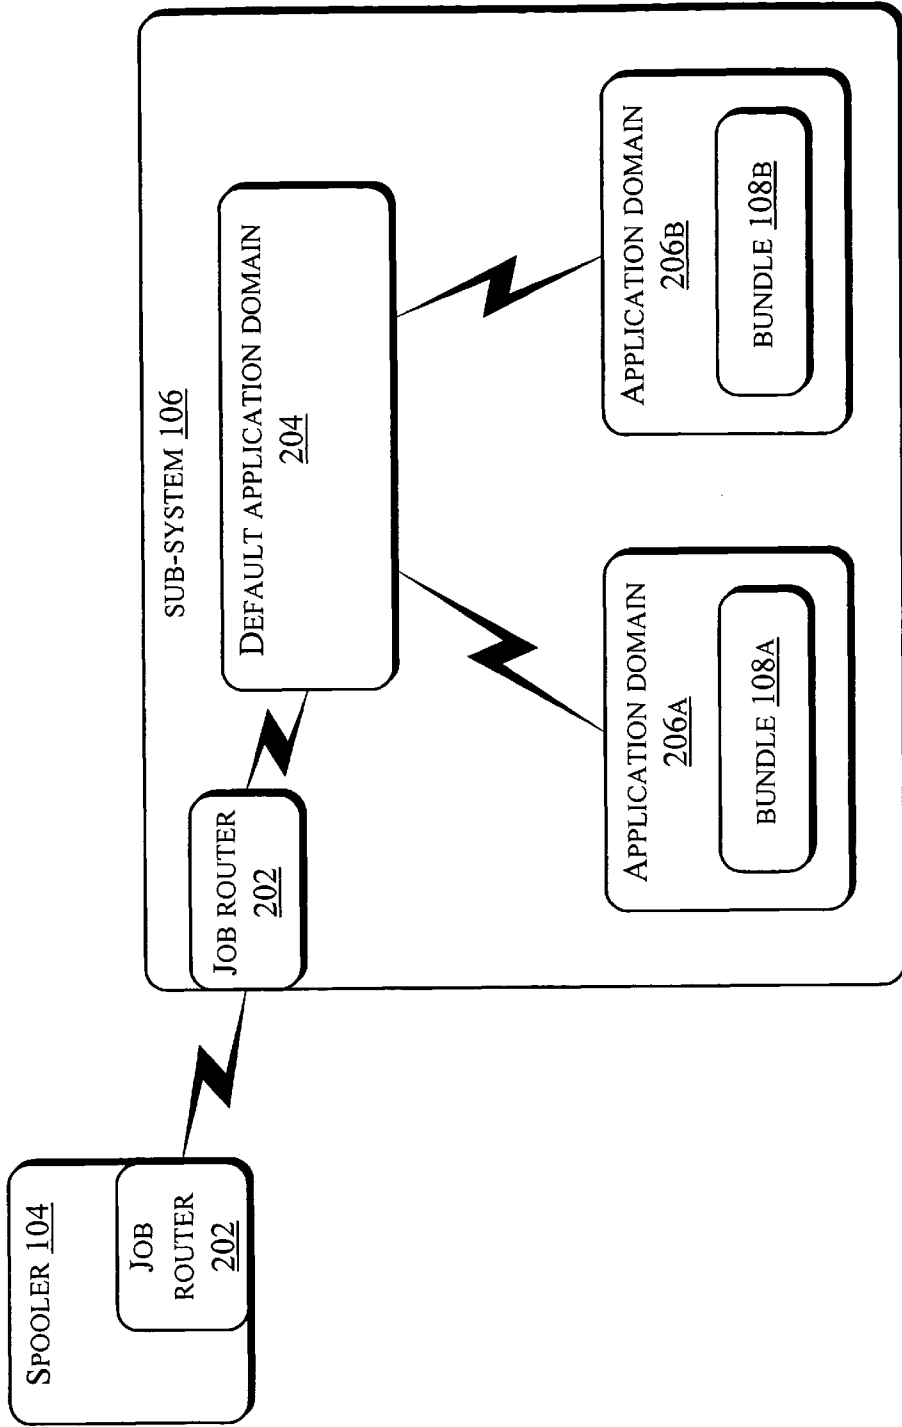 SPOOLER 104
JOB
ROUTER
202
SUB-SYSTEM 106
JOB ROUTER
202
DEFAULT APPLICATION DOMAIN
204
APPLICATION DOMAIN
206A
BUNDLE 108A
APPLICATION DOMAIN
206B
BUNDLE 108B